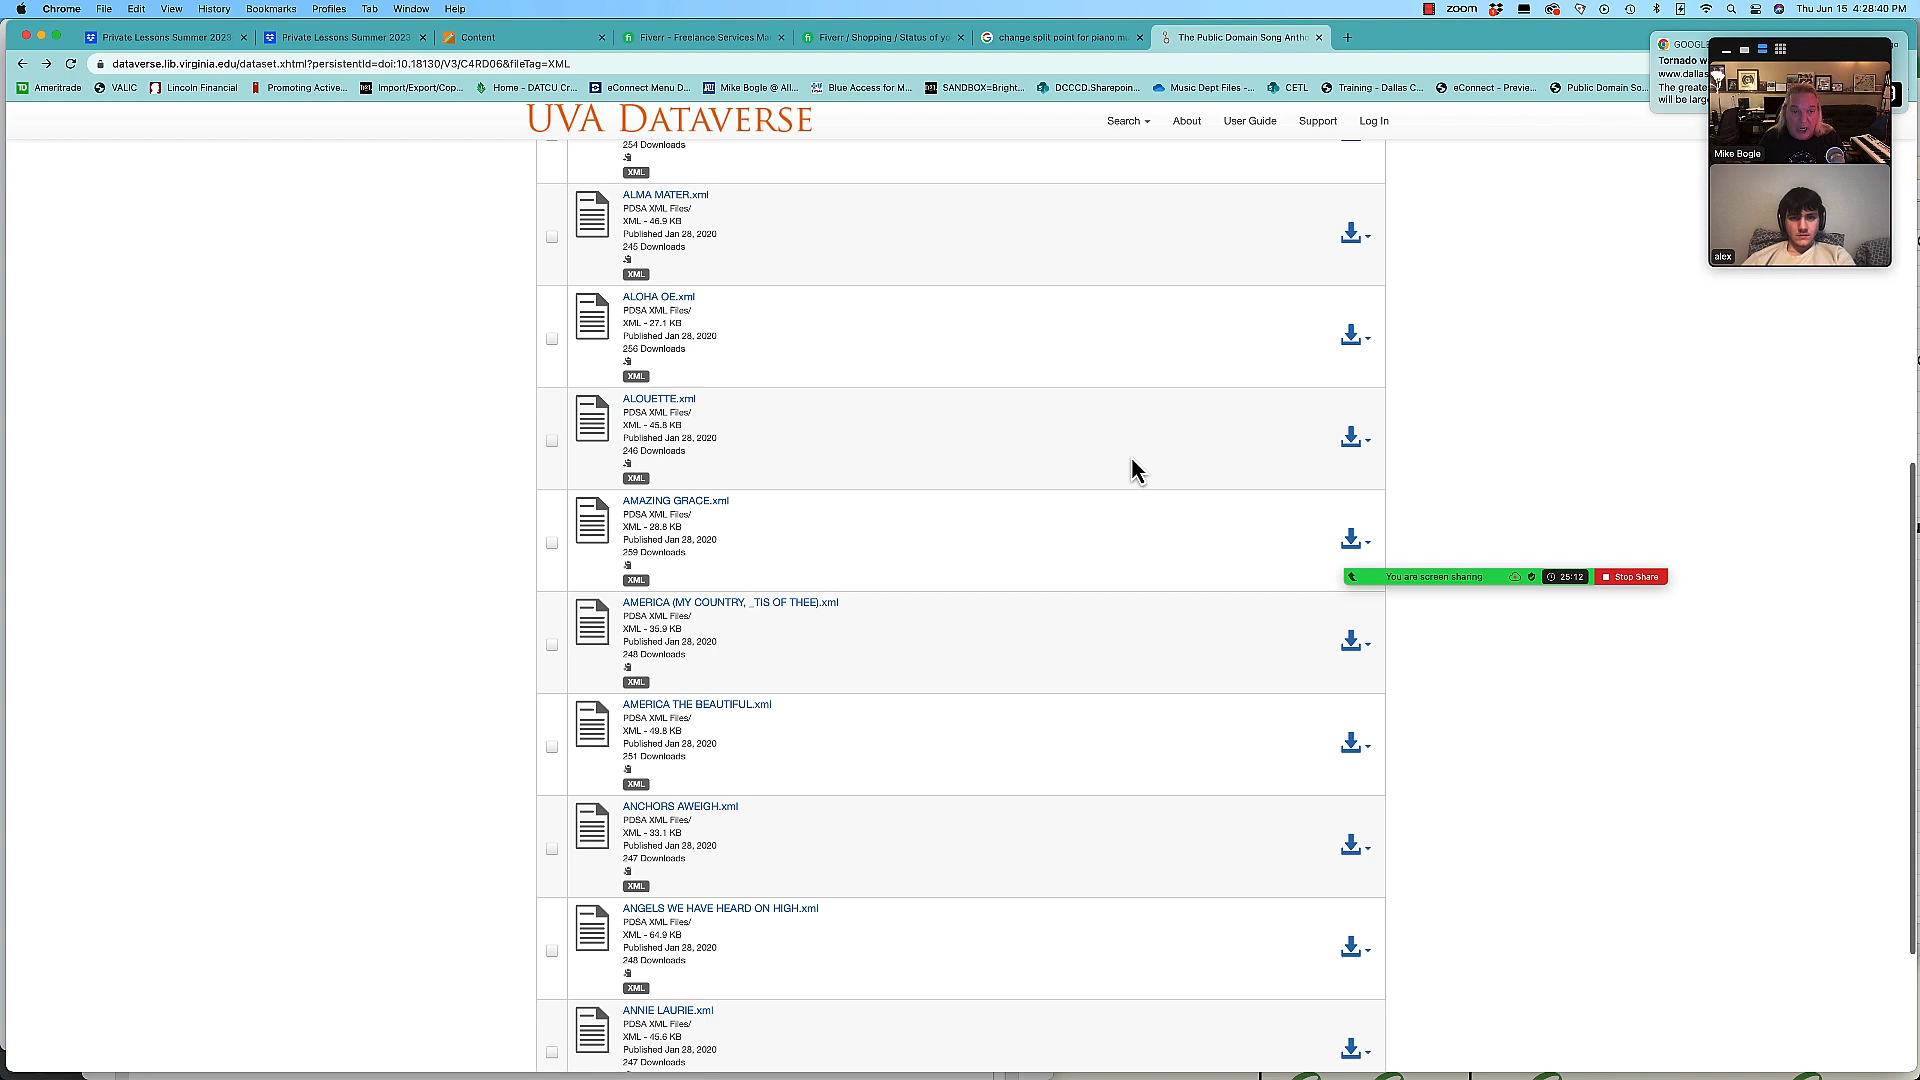 Chrome File Edit View History Bookmarks Profiles Tab Window Help
zoom
Thu Jun 15 4:28:40 PM
Private Lessons Summer 2023
Private Lessons Summer 2023
Content
Fiverr - Freelance Services Ma
Fiverr / Shopping / Status of yo
change split point for piano mu
The Public Domain Song Antho
dataverse.lib.virginia.edu/dataset.xhtml?persistentId=doi:10.18130/V3/C4RD06&fileTag=XML
Ameritrade VALIC Lincoln Financial Promoting Active... Import/Export/Cop... Home - DATCU Cr... eConnect Menu D... Mike Bogle @ All... Blue Access for M... SANDBOX=Bright... DCCCD.Sharepoin... Music Dept Files -... CETL Training - Dallas C... eConnect - Previe... Public Domain So...
GOOGLE
Tornado w
www.dallas
The greate
will be larg
Mike Bogle
alex
UVA DATAVERSE
Search About User Guide Support Log In
254 Downloads
XML
ALMA MATER.xml
PDSA XML Files/
XML - 46.9 KB
Published Jan 28, 2020
245 Downloads
XML
ALOHA OE.xml
PDSA XML Files/
XML - 27.1 KB
Published Jan 28, 2020
256 Downloads
XML
ALOUETTE.xml
PDSA XML Files/
XML - 45.8 KB
Published Jan 28, 2020
246 Downloads
XML
AMAZING GRACE.xml
PDSA XML Files/
XML - 28.8 KB
Published Jan 28, 2020
259 Downloads
XML
You are screen sharing 25:12 Stop Share
AMERICA (MY COUNTRY, _TIS OF THEE).xml
PDSA XML Files/
XML - 35.9 KB
Published Jan 28, 2020
248 Downloads
XML
AMERICA THE BEAUTIFUL.xml
PDSA XML Files/
XML - 49.8 KB
Published Jan 28, 2020
251 Downloads
XML
ANCHORS AWEIGH.xml
PDSA XML Files/
XML - 33.1 KB
Published Jan 28, 2020
247 Downloads
XML
ANGELS WE HAVE HEARD ON HIGH.xml
PDSA XML Files/
XML - 64.9 KB
Published Jan 28, 2020
248 Downloads
XML
ANNIE LAURIE.xml
PDSA XML Files/
XML - 45.6 KB
Published Jan 28, 2020
247 Downloads